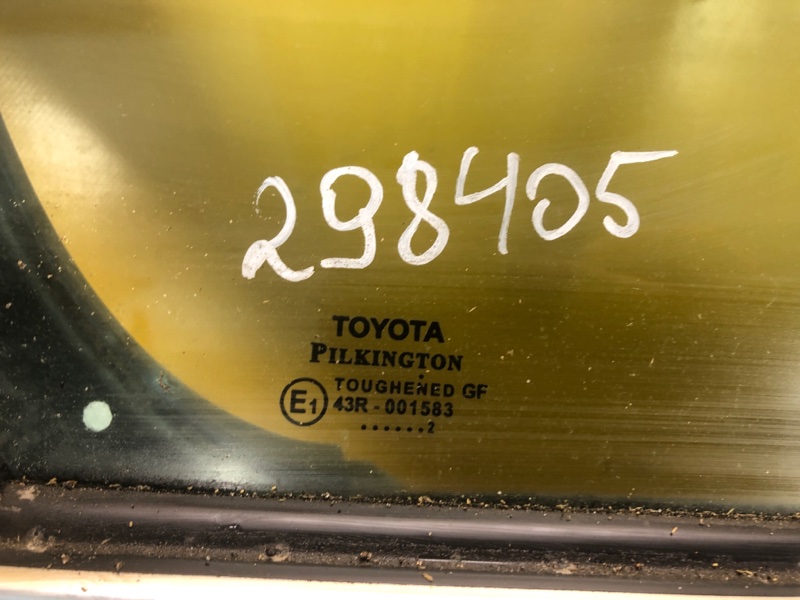 298405
TOYOTA
PILKINGTON
TOUGHENED GF
E1 43R - 001583
......2